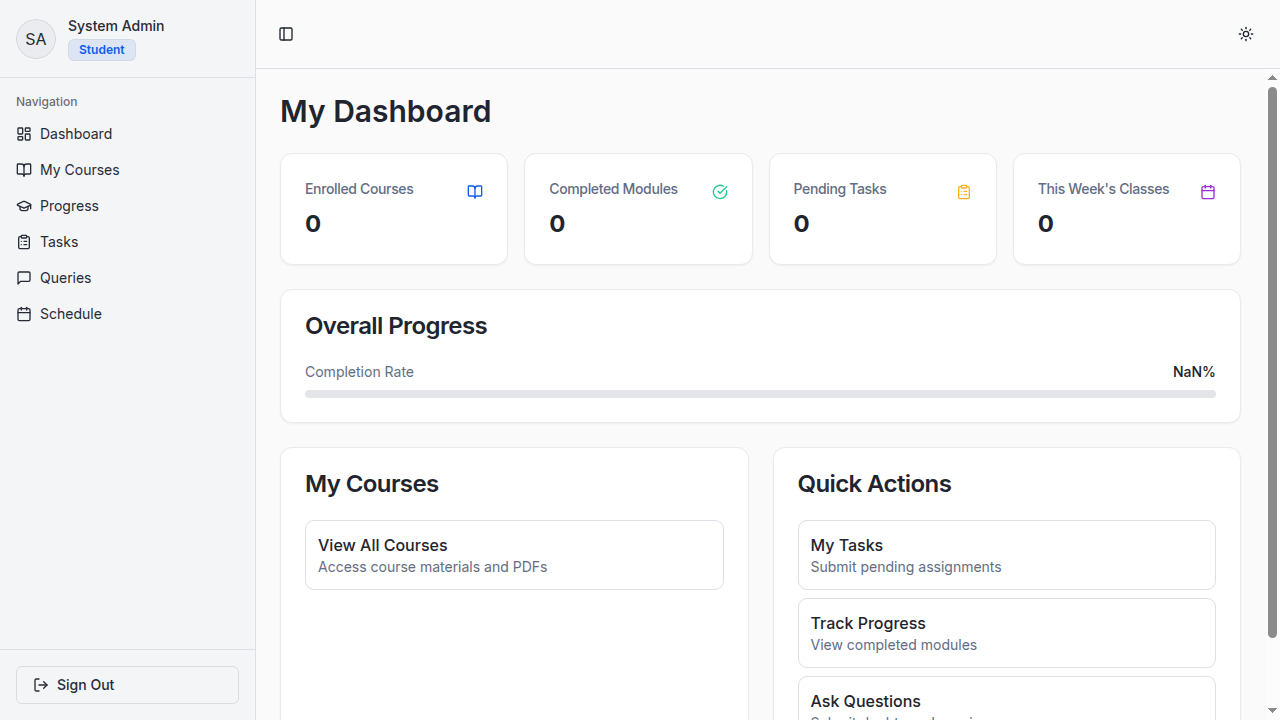 SA
System Admin
Student
Navigation
Dashboard
My Courses
Progress
Tasks
Queries
Schedule
Sign Out
My Dashboard
Enrolled Courses
0
Completed Modules
0
Pending Tasks
0
This Week's Classes
0
Overall Progress
Completion Rate
NaN%
My Courses
View All Courses
Access course materials and PDFs
Quick Actions
My Tasks
Submit pending assignments
Track Progress
View completed modules
Ask Questions